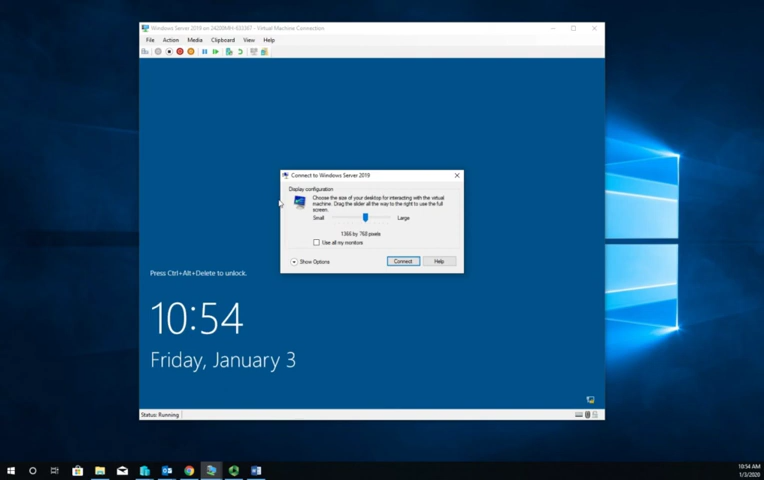 Windows Server 2019 on 24200MH-633367 - Virtual Machine Connection
File Action Media Clipboard View Help
Connect to Windows Server 2019
Display configuration
Choose the size of your desktop for interacting with the virtual
machine. Drag the slider all the way to the right to use the full
screen.
Small Large
1366 by 768 pixels
Use all my monitors
Show Options Connect Help
Press Ctrl+Alt+Delete to unlock.
10:54
Friday, January 3
Status: Running
10:54 AM
1/3/2020